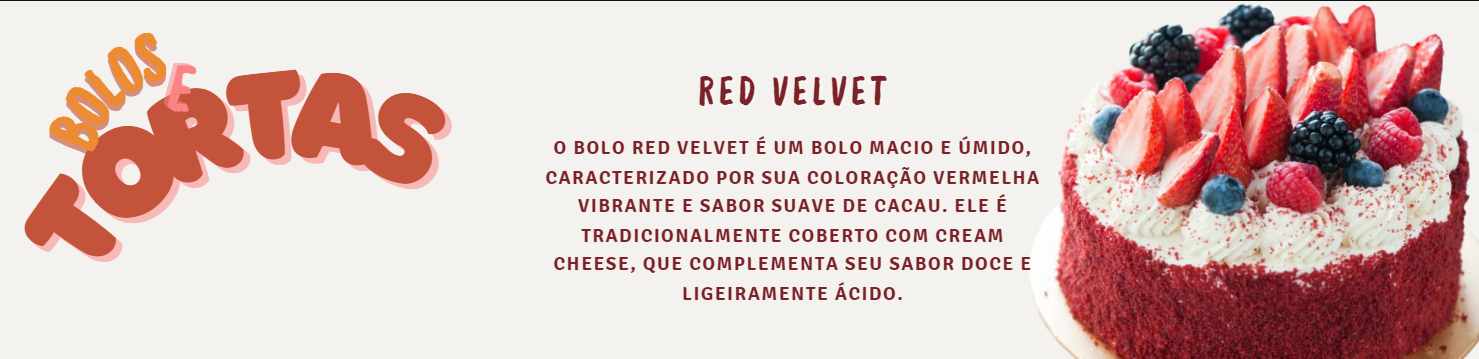 BOLOS
E
TORTAS
RED VELVET
O BOLO RED VELVET É UM BOLO MACIO E ÚMIDO,
CARACTERIZADO POR SUA COLORAÇÃO VERMELHA
VIBRANTE E SABOR SUAVE DE CACAU. ELE É
TRADICIONALMENTE COBERTO COM CREAM
CHEESE, QUE COMPLEMENTA SEU SABOR DOCE E
LIGEIRAMENTE ÁCIDO.